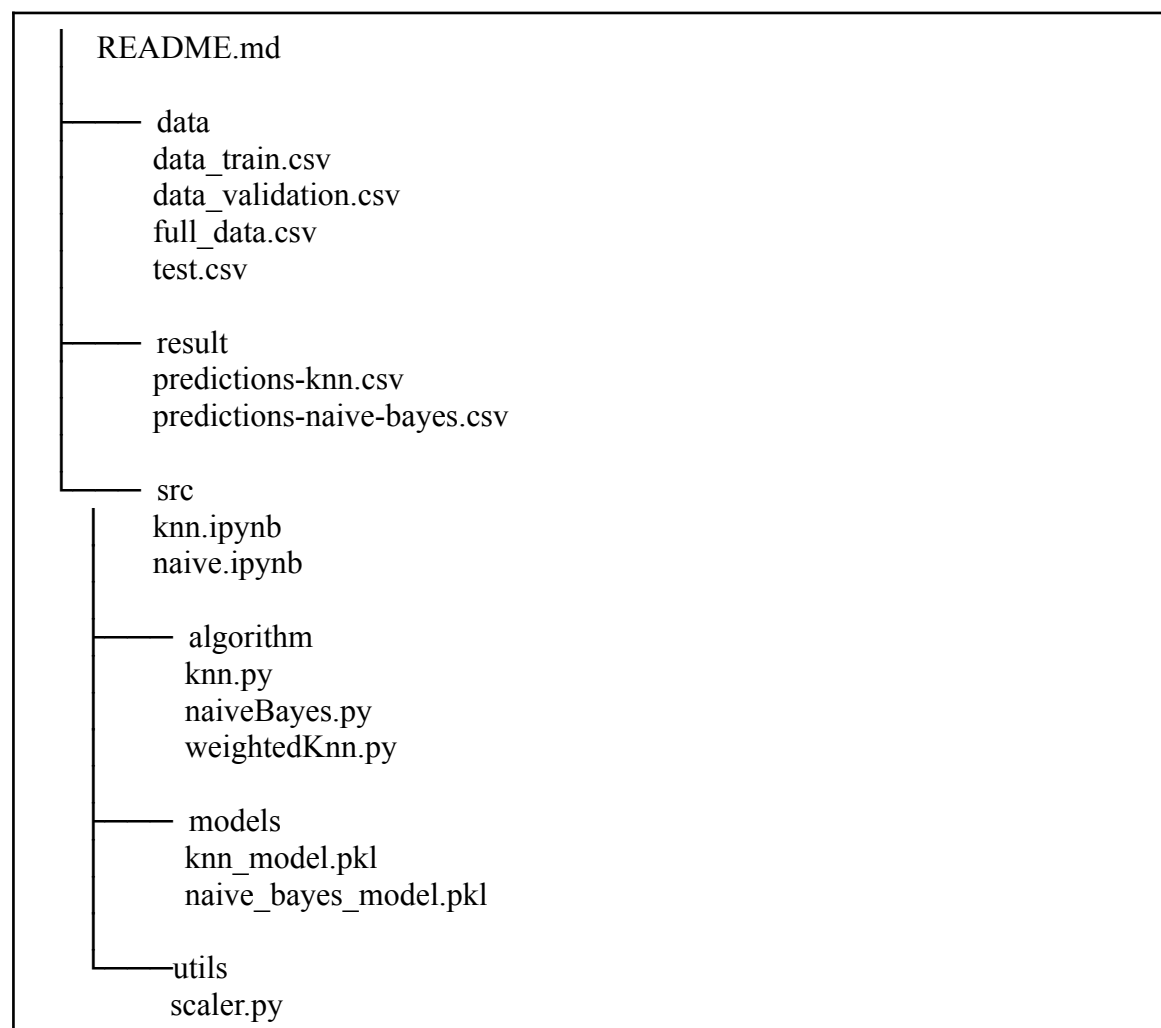 README.md
data
data_train.csv
data_validation.csv
full_data.csv
test.csv
result
predictions-knn.csv
predictions-naive-bayes.csv
src
knn.ipynb
naive.ipynb
algorithm
knn.py
naiveBayes.py
weightedKnn.py
models
knn_model.pkl
naive_bayes_model.pkl
utils
scaler.py